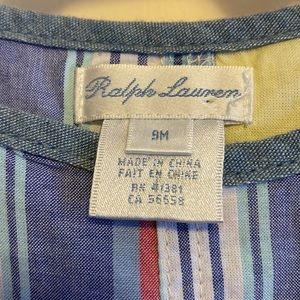 Ralph Lauren
9M
MADE IN CHINA
FAIT EN CHINE
RN 41381
CA 56658